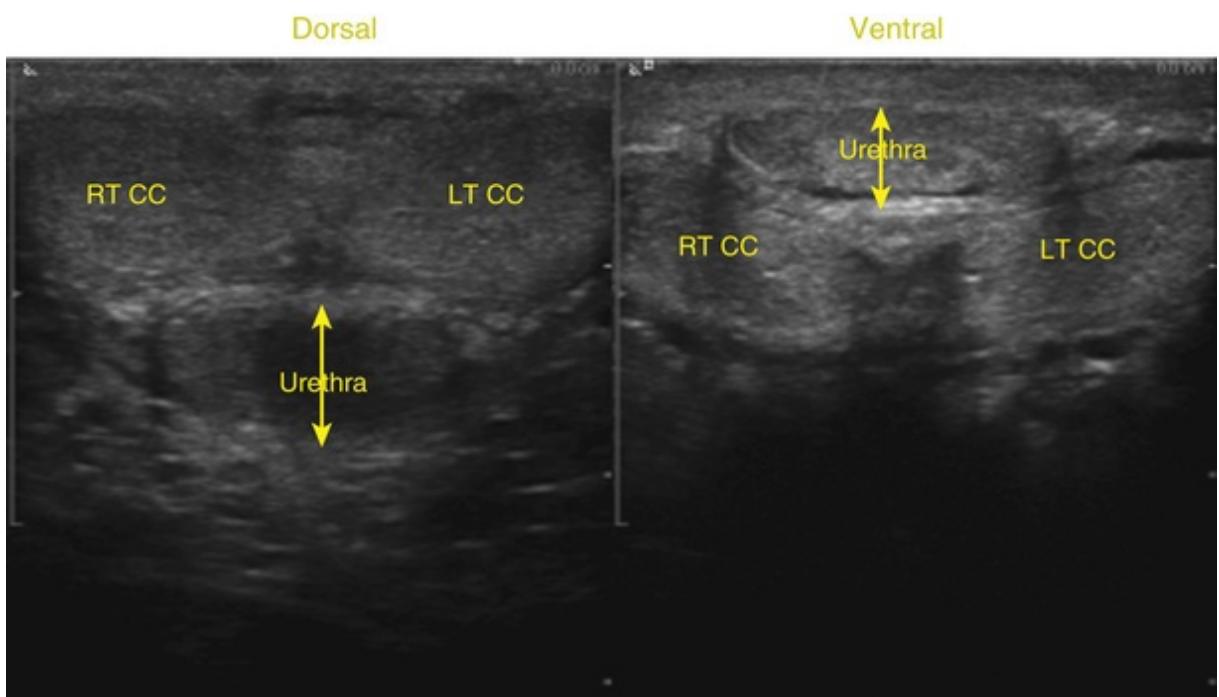 Dorsal
Ventral
RT CC
LT CC
Urethra
Urethra
RT CC
LT CC